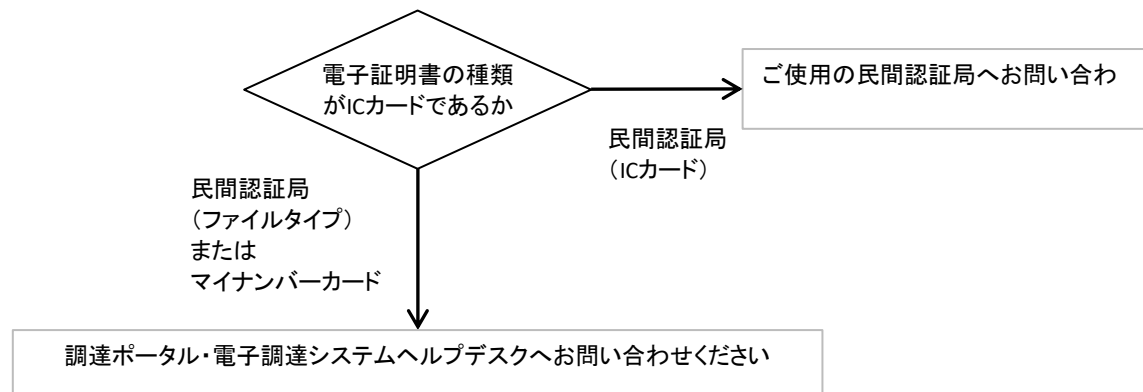 電子証明書の種類
がICカードであるか
ご使用の民間認証局へお問い合わ
民間認証局
（ICカード）
民間認証局
（ファイルタイプ）
または
マイナンバーカード
調達ポータル・電子調達システムヘルプデスクへお問い合わせください